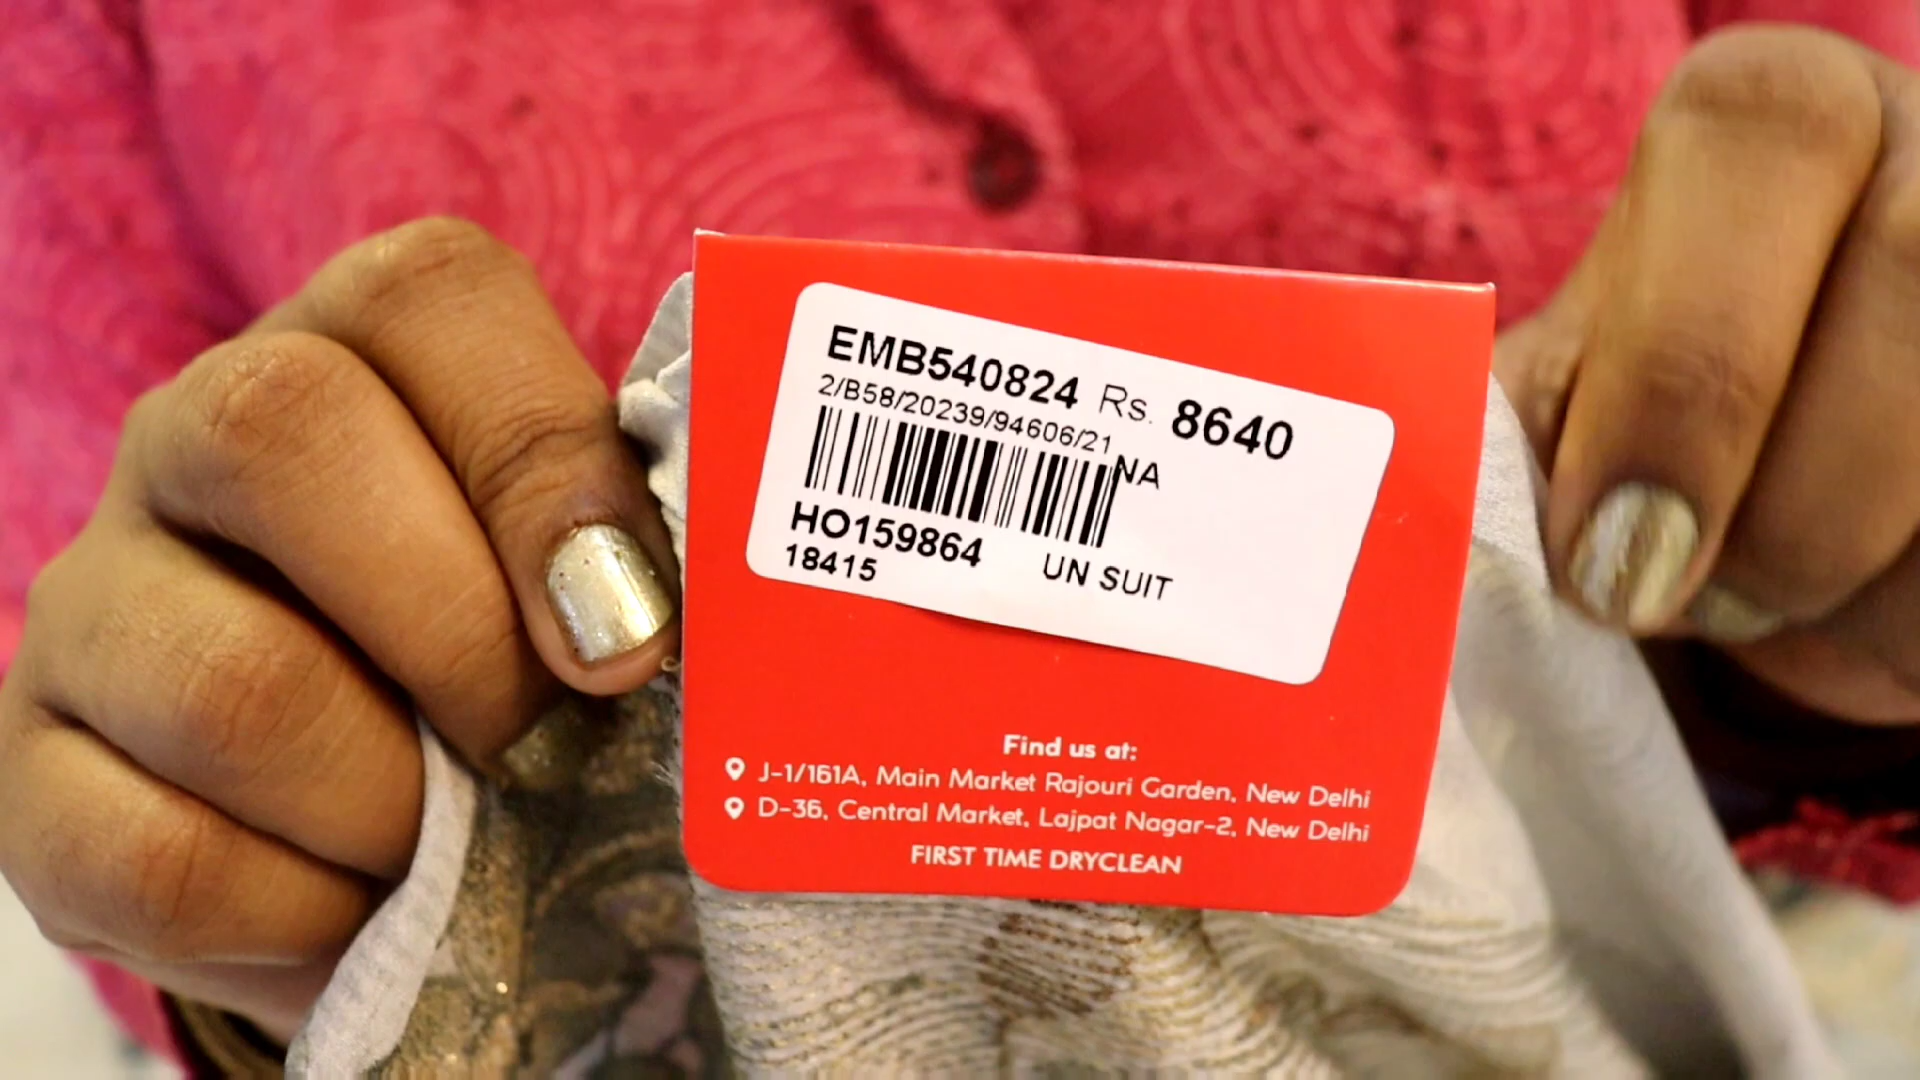 EMB540824 Rs. 8640
2/B58/20239/94606/21
NA
HO159864 UN SUIT
18415
Find us at:
J-1/161A, Main Market Rajouri Garden, New Delhi
D-36, Central Market, Lajpat Nagar-2, New Delhi
FIRST TIME DRYCLEAN